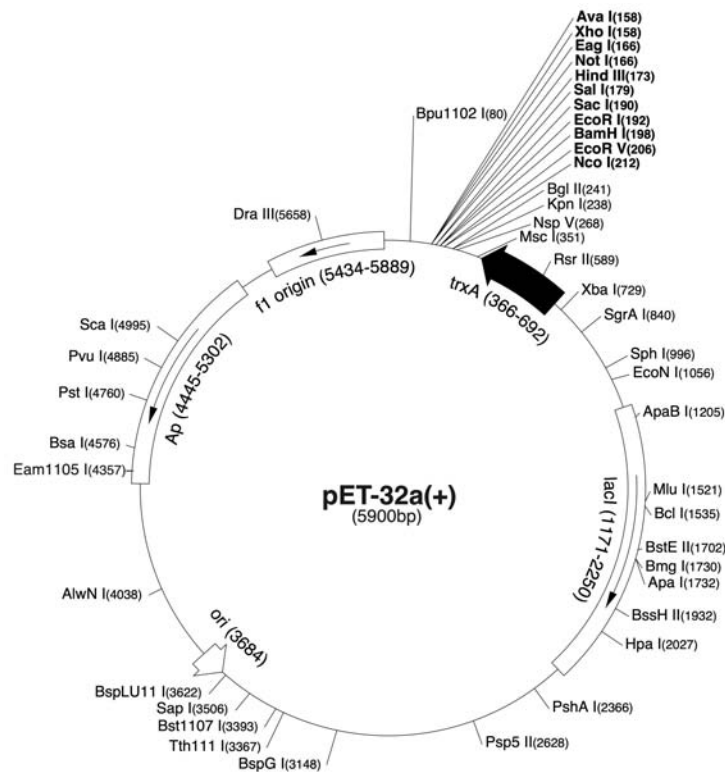 Ava I(158)
Xho I(158)
Eag I(166)
Not I(166)
Hind III(173)
Sal I(179)
Sac I(190)
EcoR I(192)
BamH I(198)
EcoR V(206)
Nco I(212)
Bpu1102 I(80)
Bgl II(241)
Kpn I(238)
Nsp V(268)
Msc I(351)
Rsr II(589)
Xba I(729)
SgrA I(840)
Sph I(996)
EcoN I(1056)
ApaB I(1205)
Mlu I(1521)
Bcl I(1535)
BstE II(1702)
Bmg I(1730)
Apa I(1732)
BssH II(1932)
Hpa I(2027)
PshA I(2366)
Psp5 II(2628)
BspG I(3148)
Tth111 I(3367)
Bst1107 I(3393)
Sap I(3506)
BspLU11 I(3622)
AlwN I(4038)
Eam1105 I(4357)
Bsa I(4576)
Pst I(4760)
Pvu I(4885)
Sca I(4995)
Dra III(5658)
f1 origin (5434-5889)
trxA (366-692)
Ap (4445-5302)
lacI (1171-2250)
ori (3684)
pET-32a(+)
(5900bp)